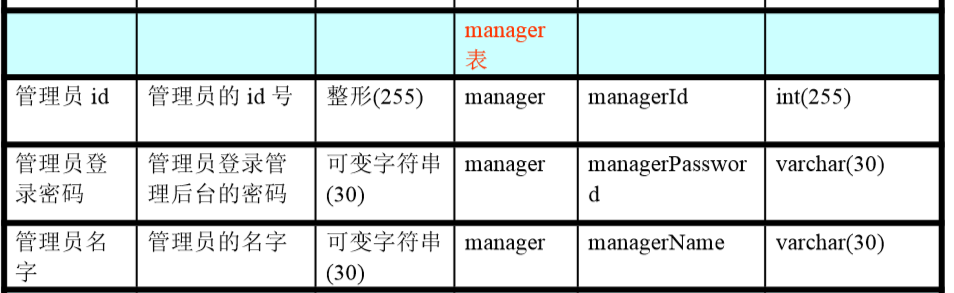 manager
表
管理员 id
管理员的 id 号
整形(255)
manager
managerId
int(255)
管理员登
录密码
管理员登录管
理后台的密码
可变字符串
(30)
manager
managerPasswor
d
varchar(30)
管理员名
字
管理员的名字
可变字符串
(30)
manager
managerName
varchar(30)